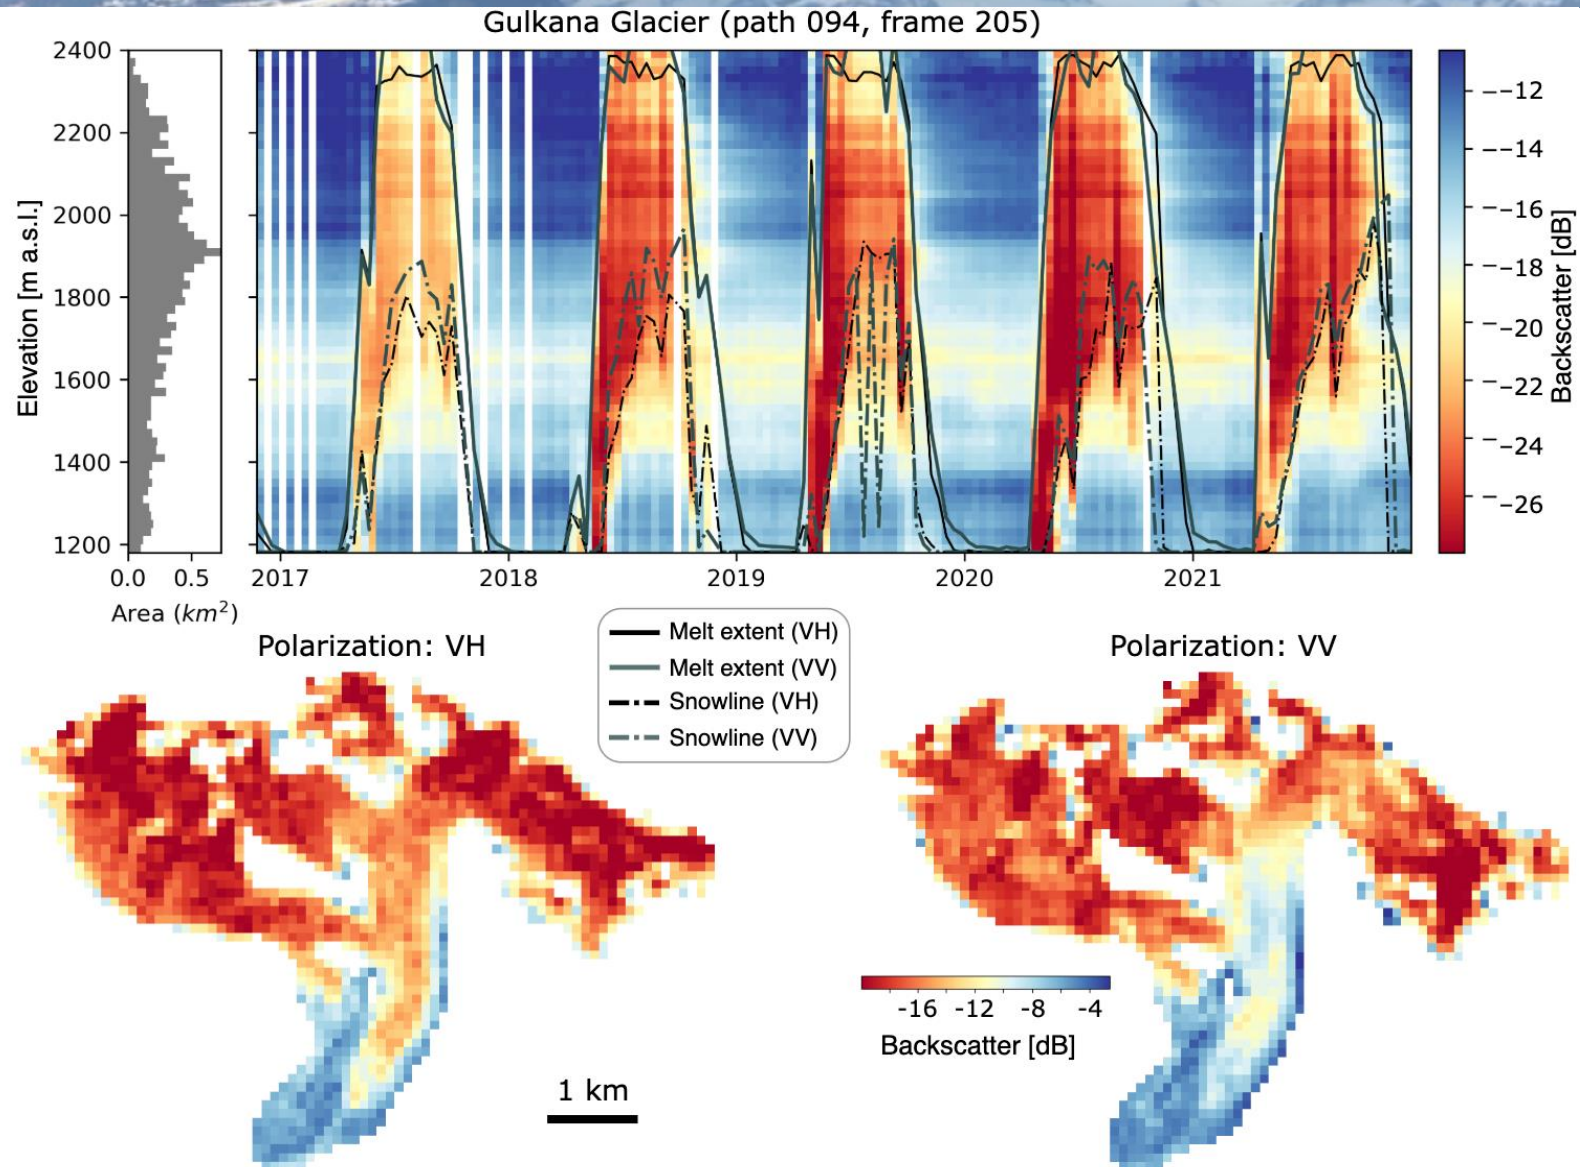 Gulkana Glacier (path 094, frame 205)
2400
2200
2000
1800
1600
1400
1200
Elevation [m a.s.l.]
0.0 0.5
Area (km²)
2017 2018 2019 2020 2021
−-12
−-14
−-16
−-18
−-20
−-22
−-24
−-26
Backscatter [dB]
Polarization: VH
Melt extent (VH)
Melt extent (VV)
Snowline (VH)
Snowline (VV)
Polarization: VV
-16 -12 -8 -4
Backscatter [dB]
1 km